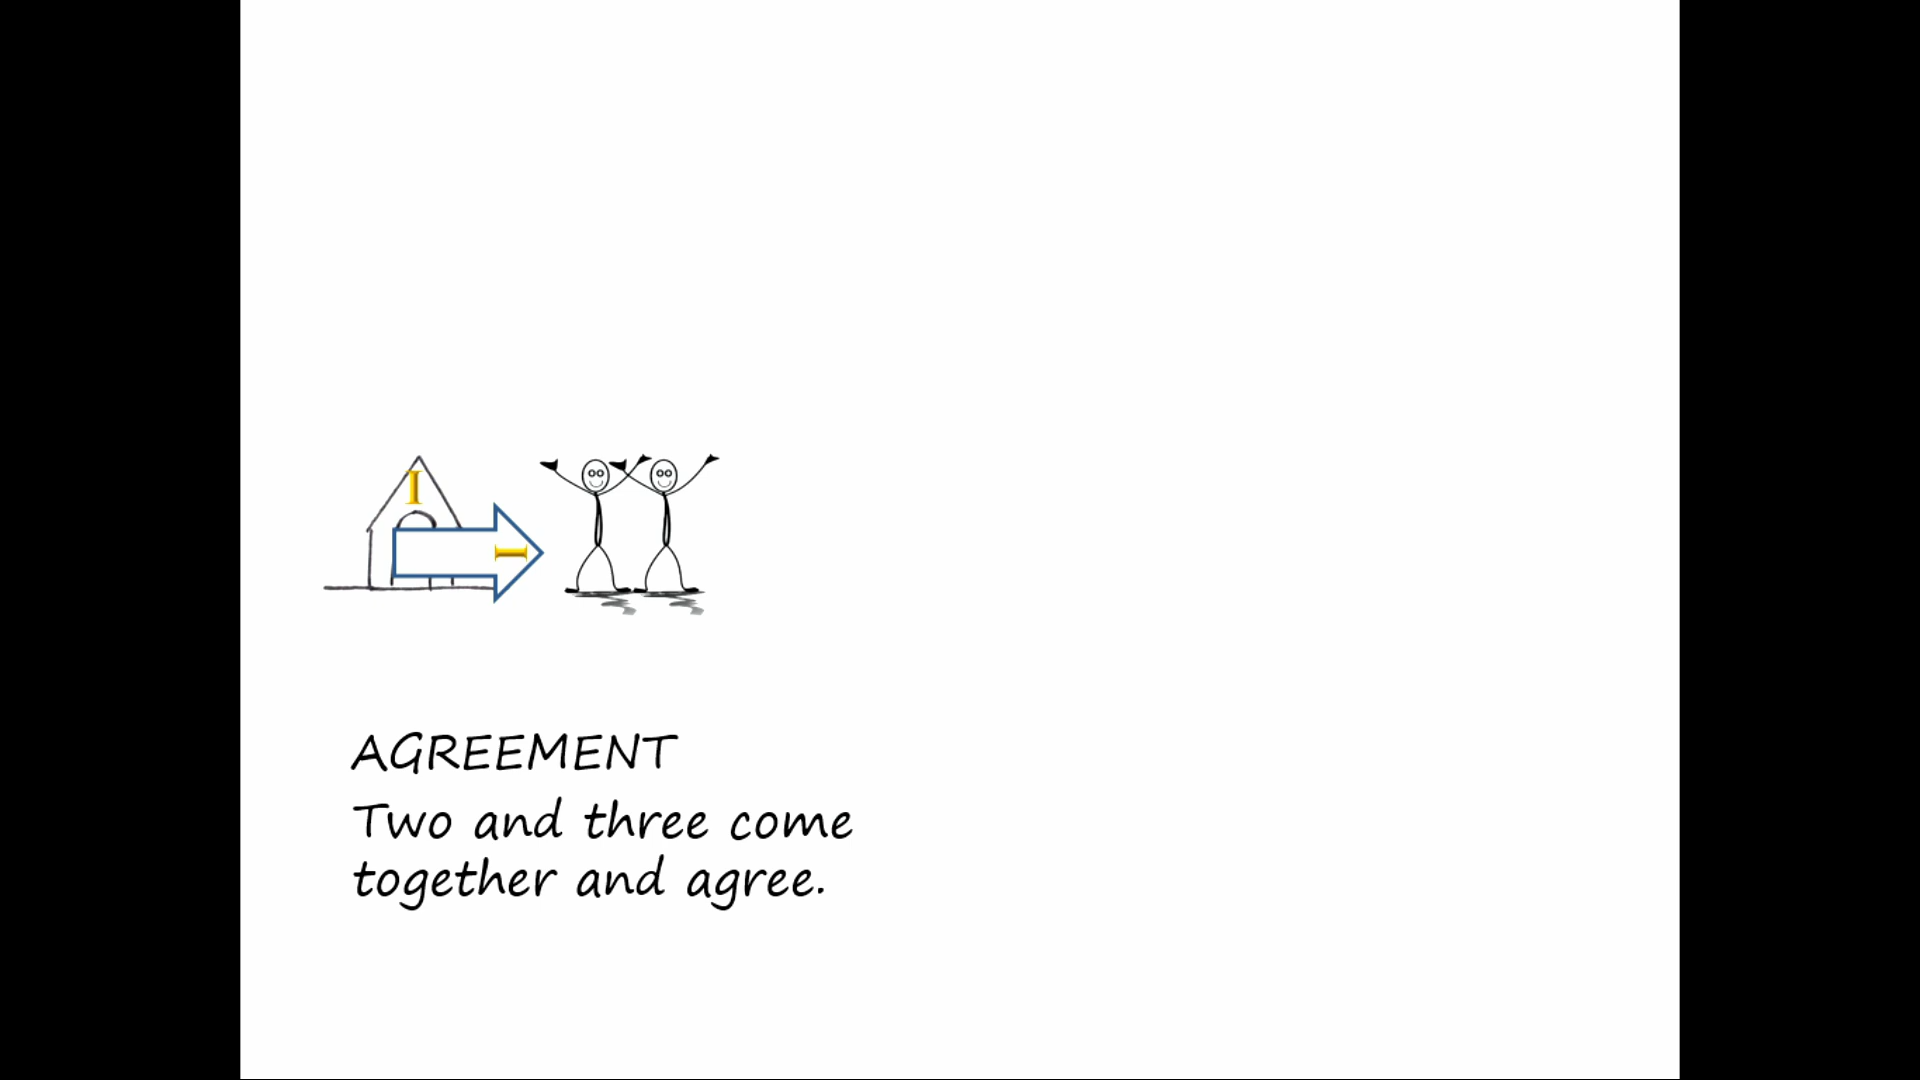 I
I
AGREEMENT
Two and three come
together and agree.